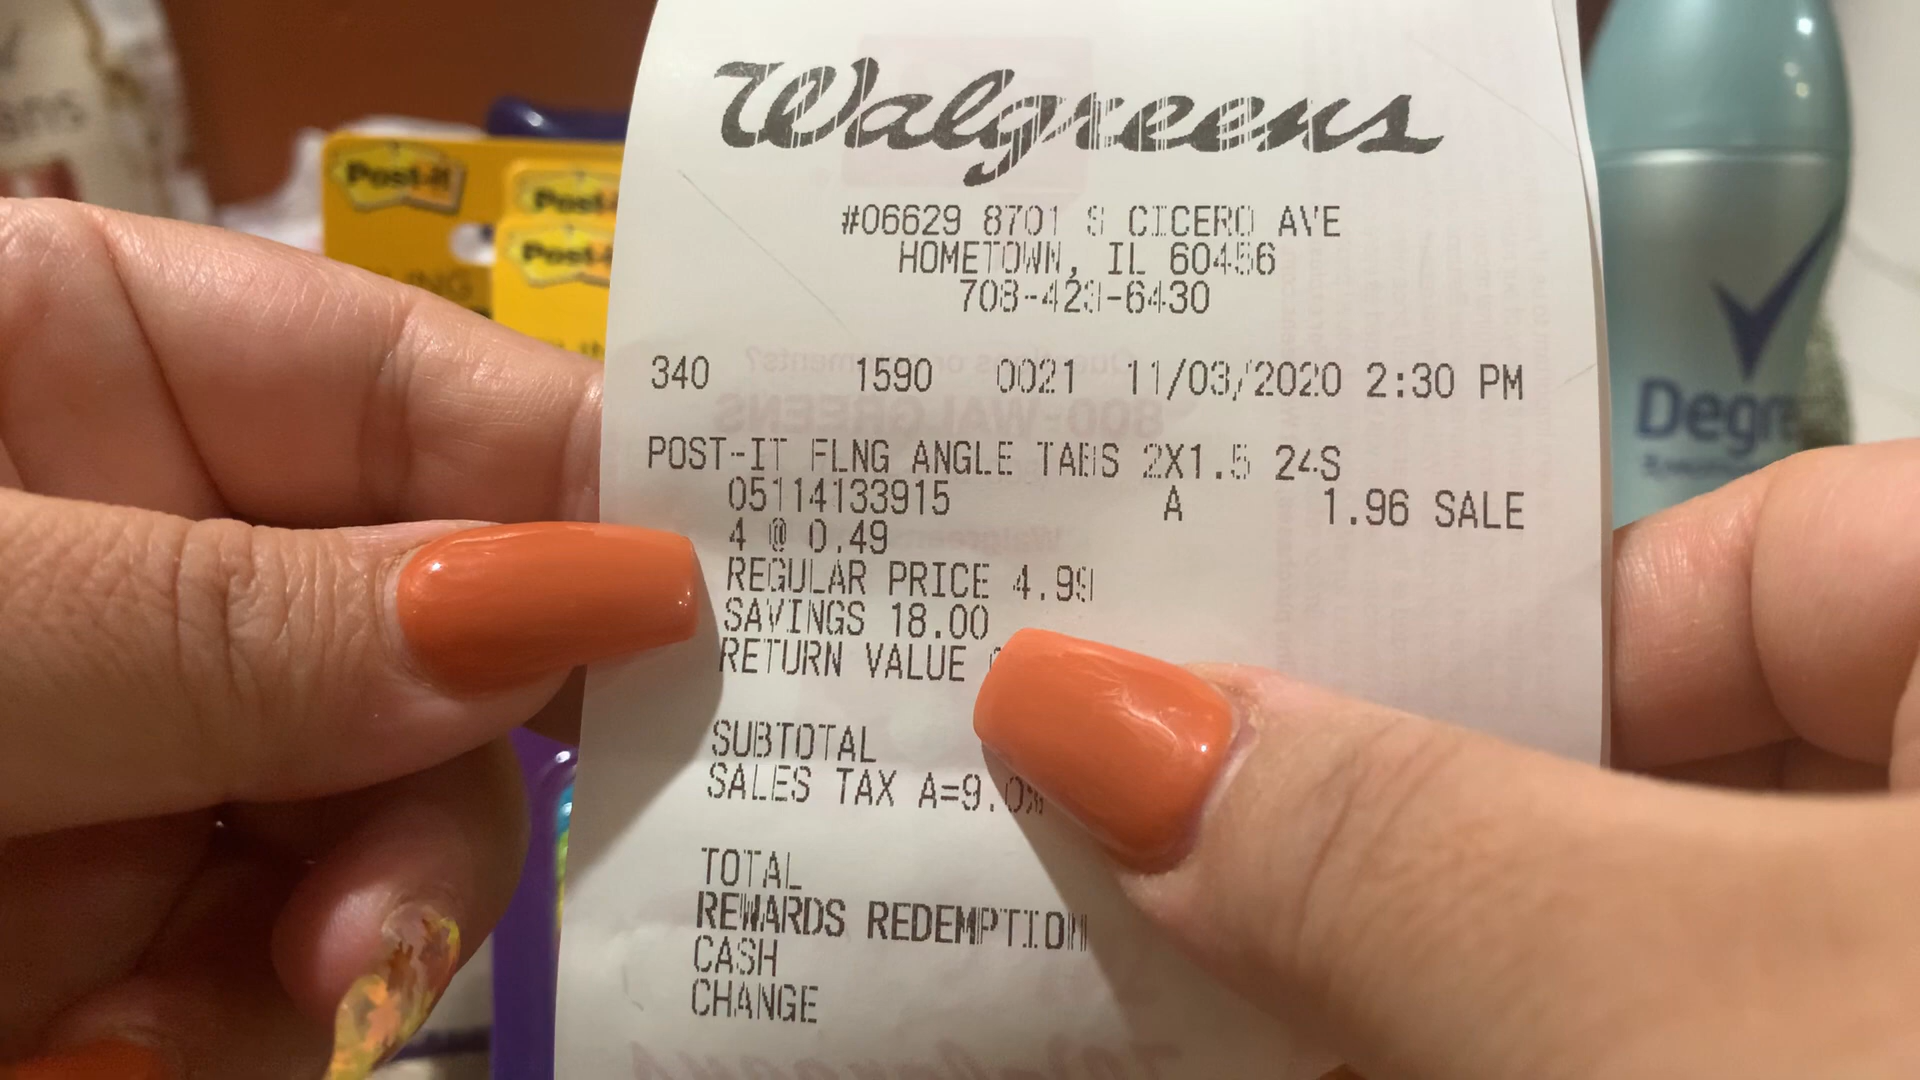 Walgreens
#06629 8701 S CICERO AVE
HOMETOWN, IL 60456
708-423-6430
340 1590 0021 11/03/2020 2:30 PM
POST-IT FLNG ANGLE TABS 2X1.5 24S
05114133915 A 1.96 SALE
4 @ 0.49
REGULAR PRICE 4.99
SAVINGS 18.00
RETURN VALUE
SUBTOTAL
SALES TAX A=9.0%
TOTAL
REWARDS REDEMPTION
CASH
CHANGE
Post-it
Post-it
Post-it
Degre